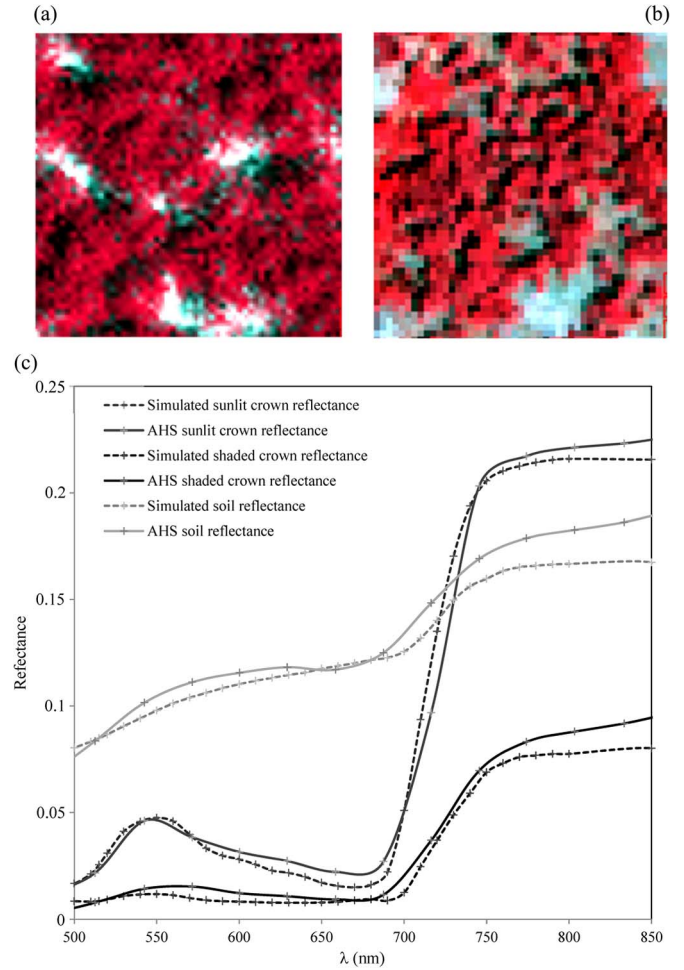 (a)
(b)
(c)
0.25
0.2
0.15
0.1
0.05
0
Refectance
Simulated sunlit crown reflectance
AHS sunlit crown reflectance
Simulated shaded crown reflectance
AHS shaded crown reflectance
Simulated soil reflectance
AHS soil reflectance
500 550 600 650 700 750 800 850
λ (nm)